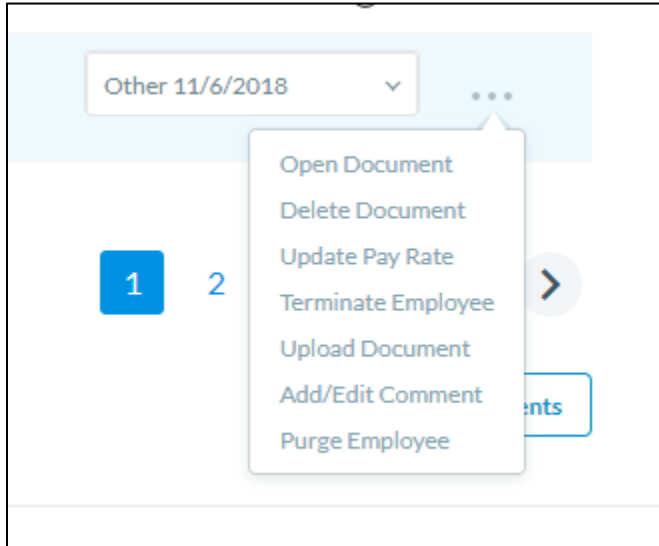 Other 11/6/2018
Open Document
Delete Document
Update Pay Rate
Terminate Employee
Upload Document
Add/Edit Comment
Purge Employee
1 2